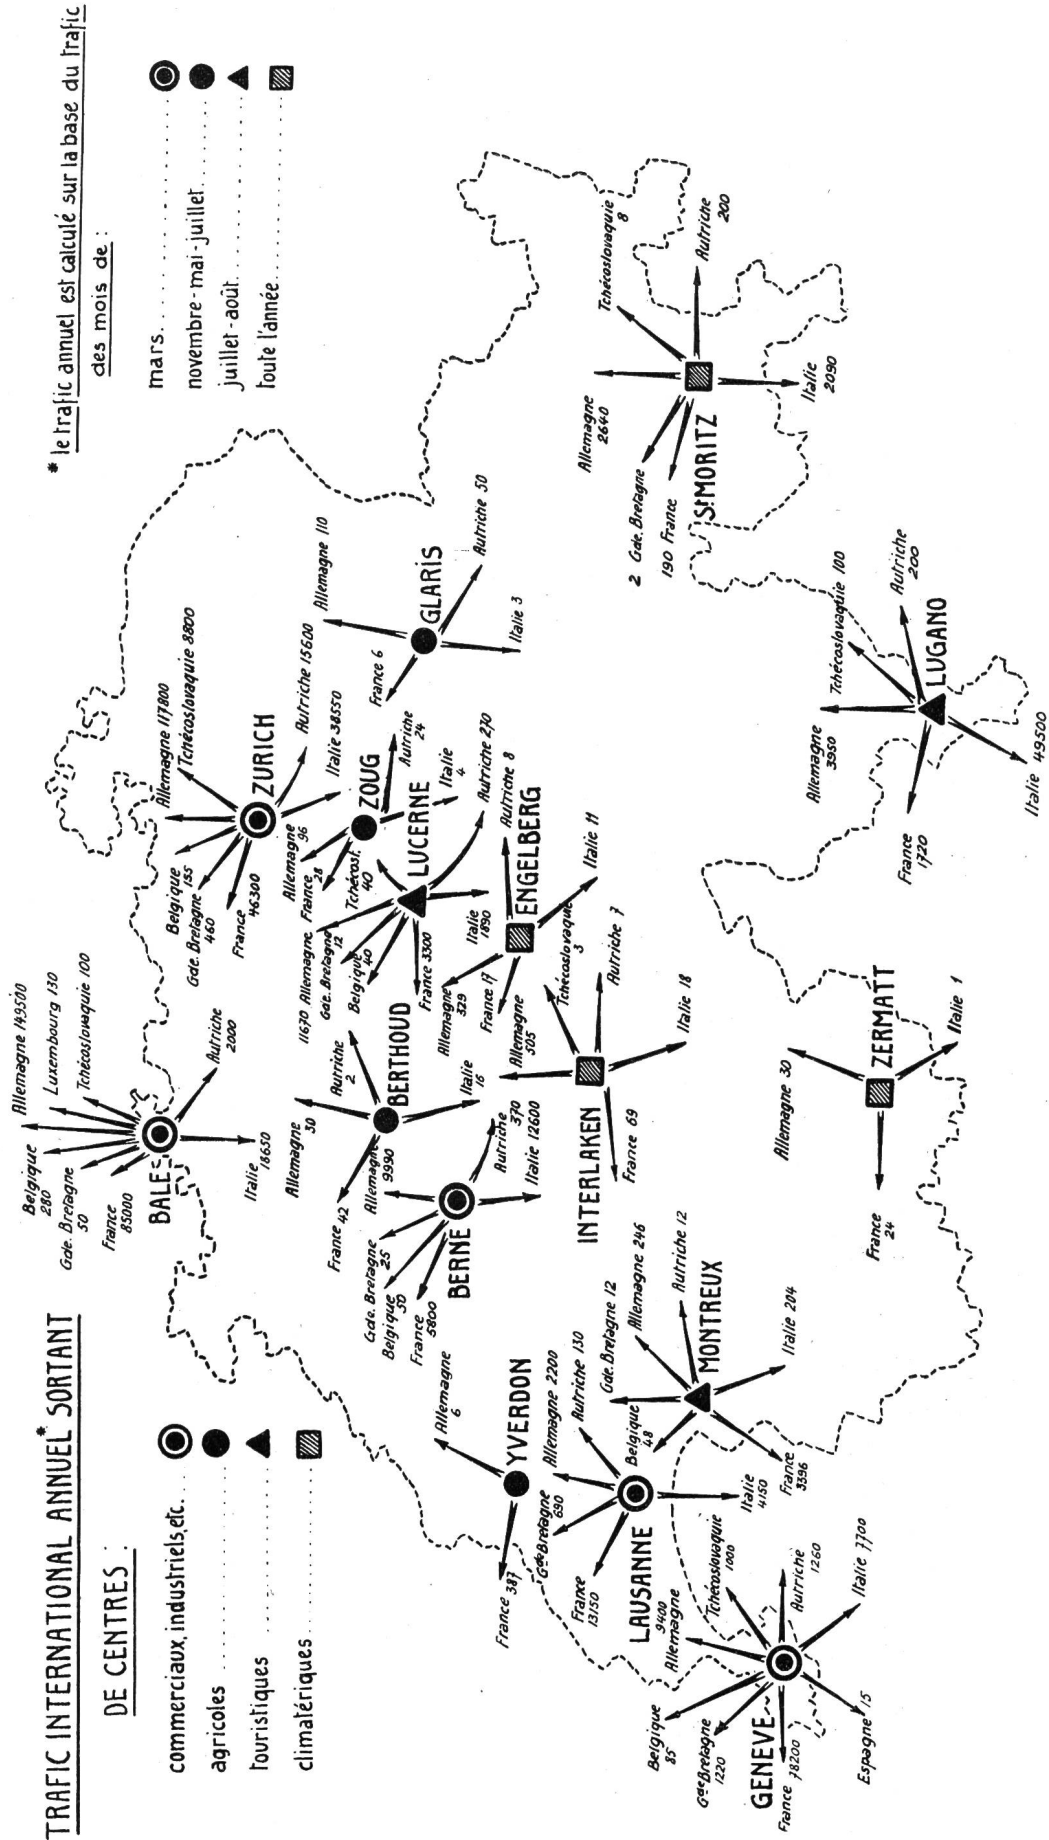 TRAFIC INTERNATIONAL ANNUEL* SORTANT
DE CENTRES :
commerciaux, industriels, etc....
agricoles ............
touristiques ............
climatériques ............
* le trafic annuel est calculé sur la base du trafic
des mois de :
mars............
novembre-mai-juillet............
juillet-août............
toute l'année............
BALE
Belgique
280
Gde. Bretagne
50
France
85000
Allemagne 149500
Luxembourg 130
Tchécoslovaquie 100
Autriche
2000
Italie
18650
ZURICH
Belgique
155
Gde. Bretagne
460
France
46300
Allemagne 117800
Tchécoslovaquie 8800
Autriche 15600
Italie 38550
ZOUG
Allemagne
96
France
28
Autriche
24
Italie
4
LUCERNE
Tchécosl.
40
11670 Allemagne
Gde. Bretagne
12
Belgique
40
France 3300
Italie
1890
Autriche 270
GLARIS
Allemagne 110
France 6
Autriche 50
Italie 3
ENGELBERG
Allemagne
329
France 17
Autriche 8
Italie 11
BERTHOUD
Allemagne
30
Autriche
2
France 42
Italie
16
BERNE
Allemagne
9990
Gde. Bretagne
25
Belgique
50
France
5800
Autriche
370
Italie 12600
INTERLAKEN
Allemagne
505
Tchécoslovaquie
3
Autriche 7
Italie 18
France 69
YVERDON
Allemagne
6
France 387
LAUSANNE
Gde Bretagne
690
Allemagne 2200
Autriche 130
France
13150
Italie
4150
MONTREUX
Gde. Bretagne 12
Allemagne 246
Autriche 12
Belgique
48
Italie 204
France
3396
GENEVE
Belgique
85
Gde Bretagne
1220
France 78200
9400
Allemagne
Tchécoslovaquie
1000
Autriche
1260
Italie 7700
Espagne 15
ZERMATT
Allemagne 30
France
24
Italie 1
LUGANO
Allemagne
3950
Tchécoslovaquie 100
Autriche
200
France
1720
Italie 49500
St MORITZ
Allemagne
2640
2 Gde. Bretagne
190 France
Tchécoslovaquie
8
Autriche
200
Italie
2090